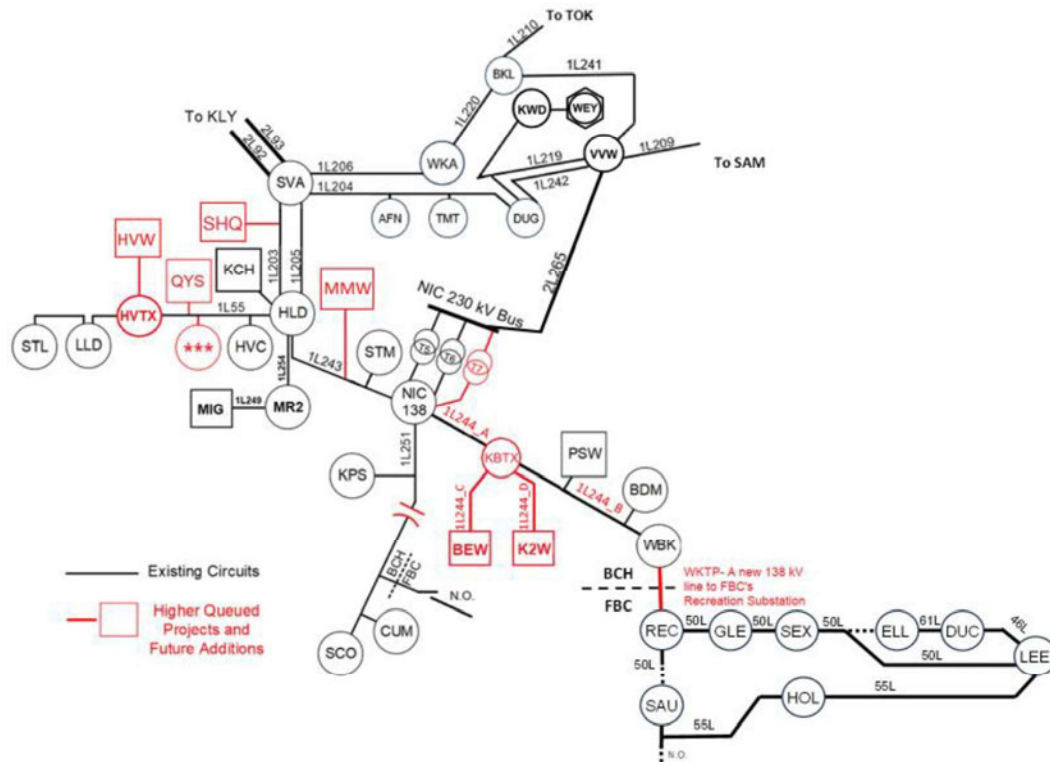 To TOK
1L210
BKL
1L241
1L220
KWD
WEY
To KLY
2L93
2L92
1L206
WKA
1L219
VVW
1L209
To SAM
SVA
1L204
1L242
AFN
TMT
DUG
SHQ
HVW
1L203
1L205
KCH
QYS
MMW
2L265
NIC 230 kV Bus
HVTX
1L55
HLD
STL
LLD
***
HVC
1L243
STM
T5
T6
T7
1L254
NIC
138
MIG
1L249
MR2
1L244_A
1L251
KPS
KBTX
PSW
1L244_B
BDM
1L244_C
1L244_D
BEW
K2W
WBK
Existing Circuits
BCH
FBC
BCH
FBC
WKTP- A new 138 kV
line to FBC's
Recreation Substation
N.O.
Higher Queued
Projects and
Future Additions
CUM
SCO
REC
50L
GLE
50L
SEX
50L
ELL
61L
DUC
46L
LEE
50L
50L
SAU
55L
HOL
55L
N.O.